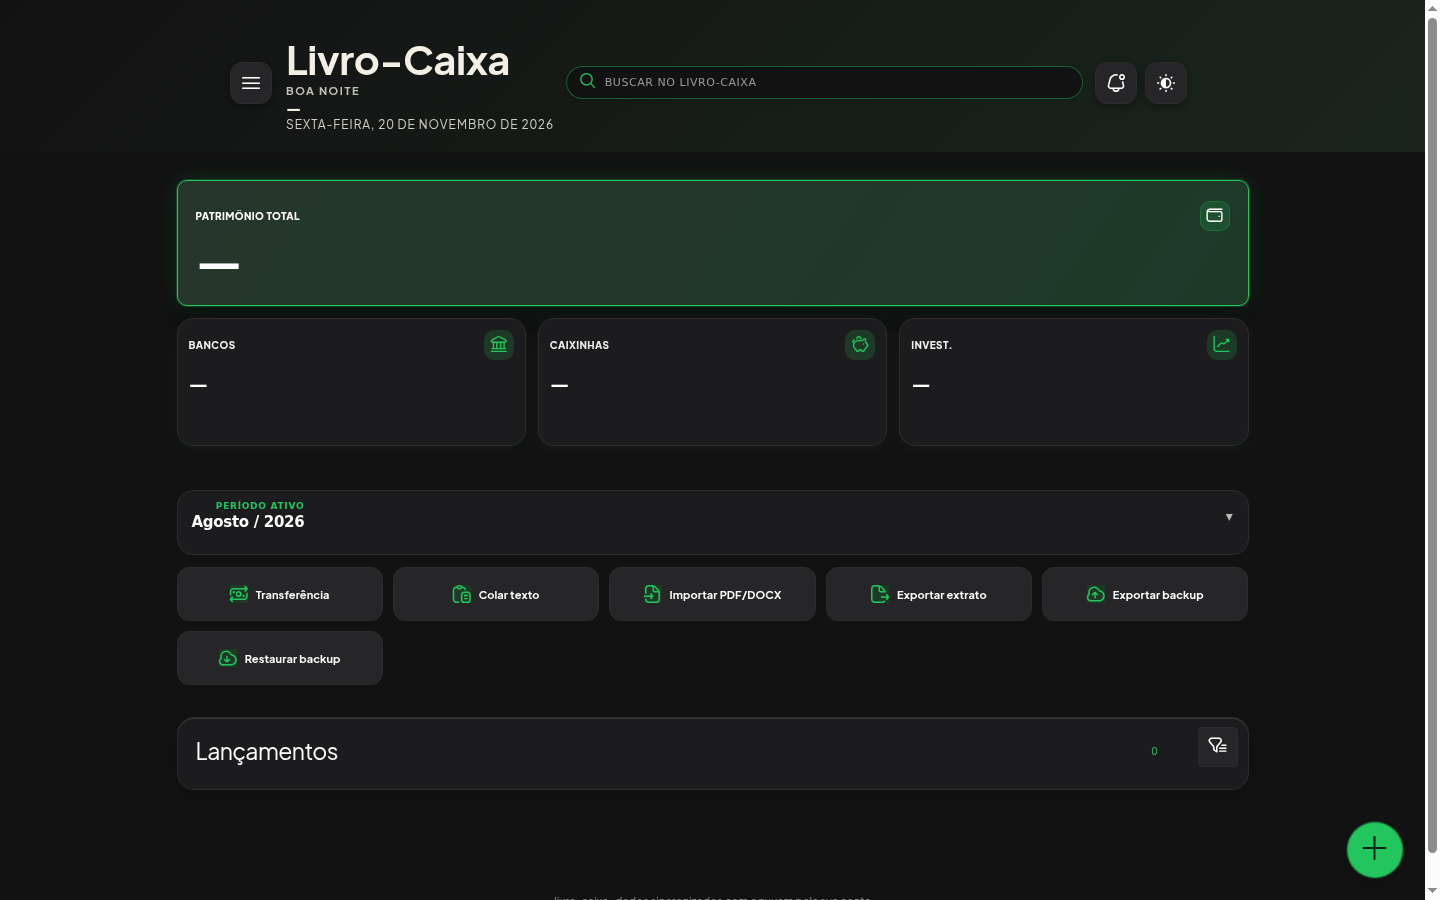 Livro-Caixa
BOA NOITE
—
SEXTA-FEIRA, 20 DE NOVEMBRO DE 2026
BUSCAR NO LIVRO-CAIXA
PATRIMÔNIO TOTAL
—
BANCOS
—
CAIXINHAS
—
INVEST.
—
PERÍODO ATIVO
Agosto / 2026
Transferência
Colar texto
Importar PDF/DOCX
Exportar extrato
Exportar backup
Restaurar backup
Lançamentos
0